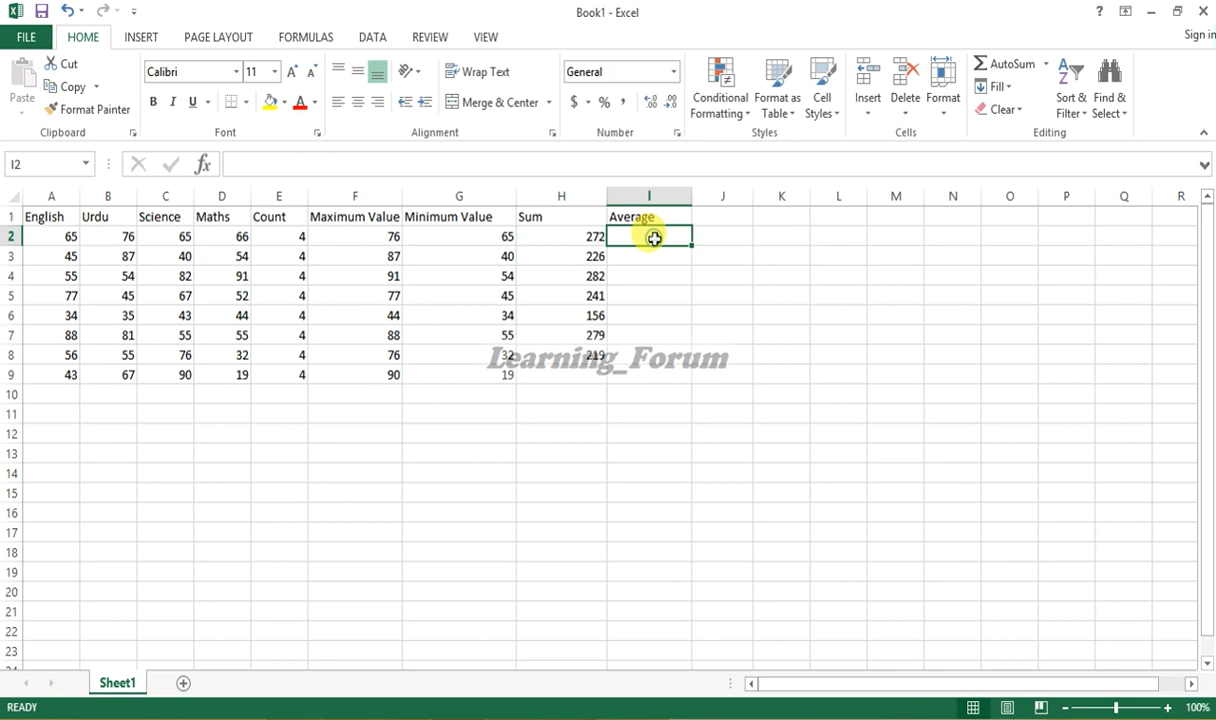 Book1 - Excel
Sign in
FILE HOME INSERT PAGE LAYOUT FORMULAS DATA REVIEW VIEW
Paste
Cut
Copy
Format Painter
Clipboard
Calibri 11
B I U
Font
Wrap Text
Merge & Center
Alignment
General
$ % ,
Number
Conditional Formatting
Format as Table
Cell Styles
Styles
Insert
Delete
Format
Cells
AutoSum
Fill
Clear
Sort & Filter
Find & Select
Editing
I2
fx
A B C D E F G H I J K L M N O P Q R
1 English Urdu Science Maths Count Maximum Value Minimum Value Sum Average
2 65 76 65 66 4 76 65 272
3 45 87 40 54 4 87 40 226
4 55 54 82 91 4 91 54 282
5 77 45 67 52 4 77 45 241
6 34 35 43 44 4 44 34 156
7 88 81 55 55 4 88 55 279
8 56 55 76 32 4 76 32 219
Learning_Forum
9 43 67 90 19 4 90 19
10
11
12
13
14
15
16
17
18
19
20
21
22
23
24
Sheet1
READY
100%